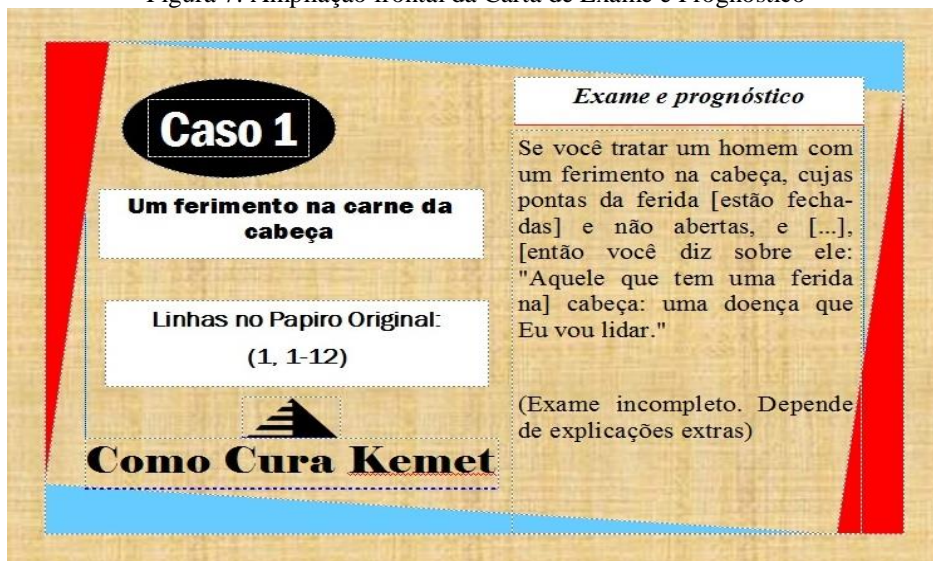 Figura 7: Ampliação frontal da Carta de Exame e Prognóstico
Caso 1
Um ferimento na carne da
cabeça
Linhas no Papiro Original:
(1, 1-12)
Como Cura Kemet
Exame e prognóstico
Se você tratar um homem com
um ferimento na cabeça, cujas
pontas da ferida [estão fecha-
das] e não abertas, e [...],
[então você diz sobre ele:
"Aquele que tem uma ferida
na] cabeça: uma doença que
Eu vou lidar."
(Exame incompleto. Depende
de explicações extras)